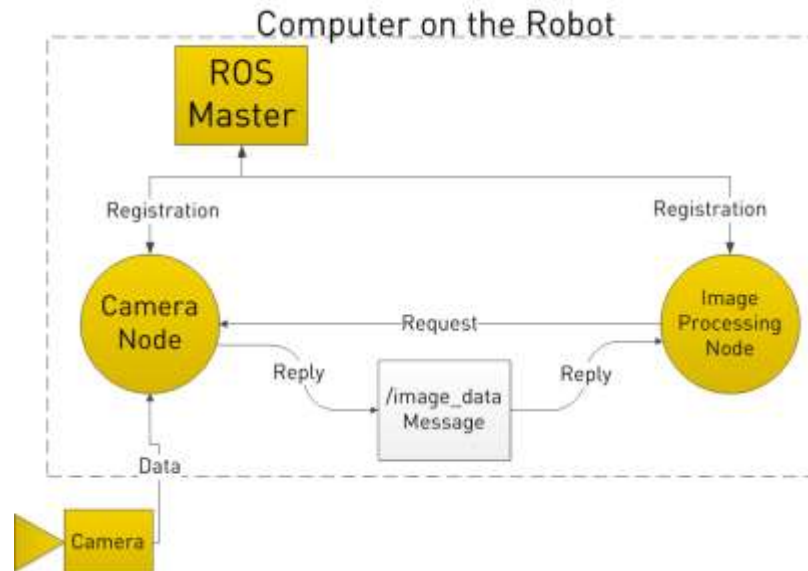 Computer on the Robot
ROS
Master
Registration
Registration
Camera
Node
Image
Processing
Node
Request
Reply
/image_data
Message
Reply
Data
Camera